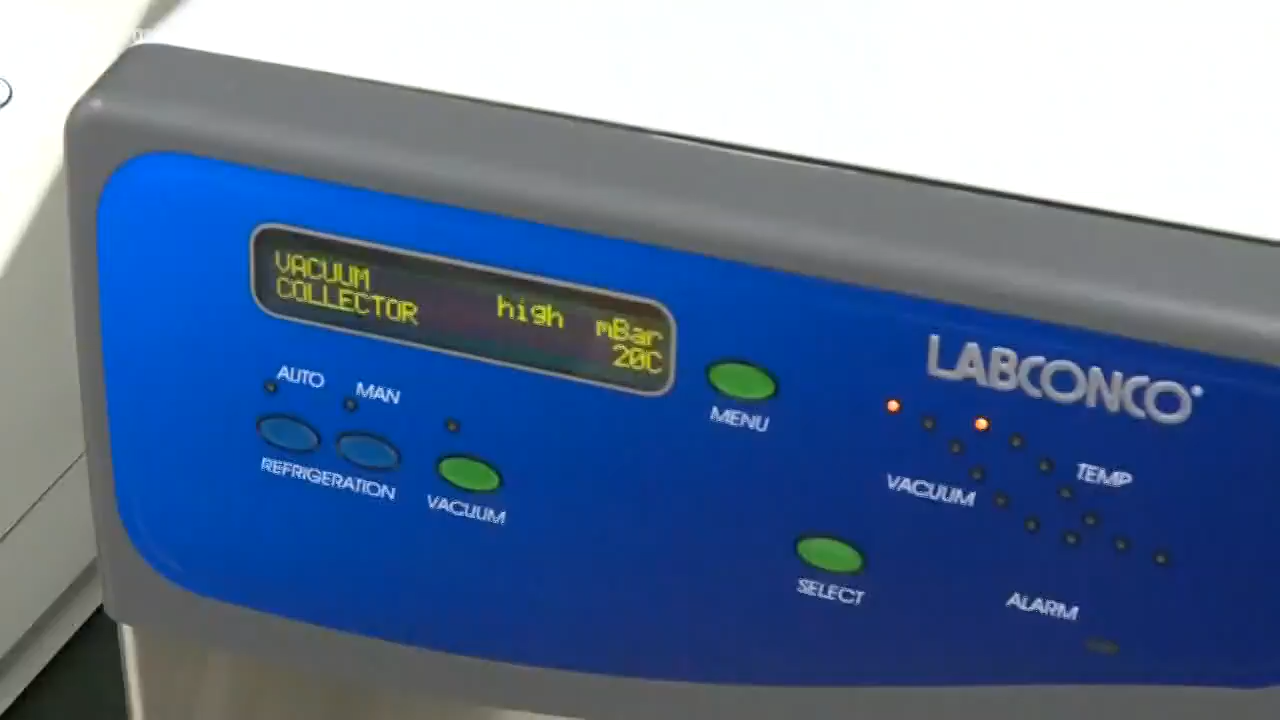 VACUUM high mBar
COLLECTOR 20C
LABCONCO
AUTO MAN
MENU
REFRIGERATION
VACUUM
VACUUM
TEMP
SELECT
ALARM